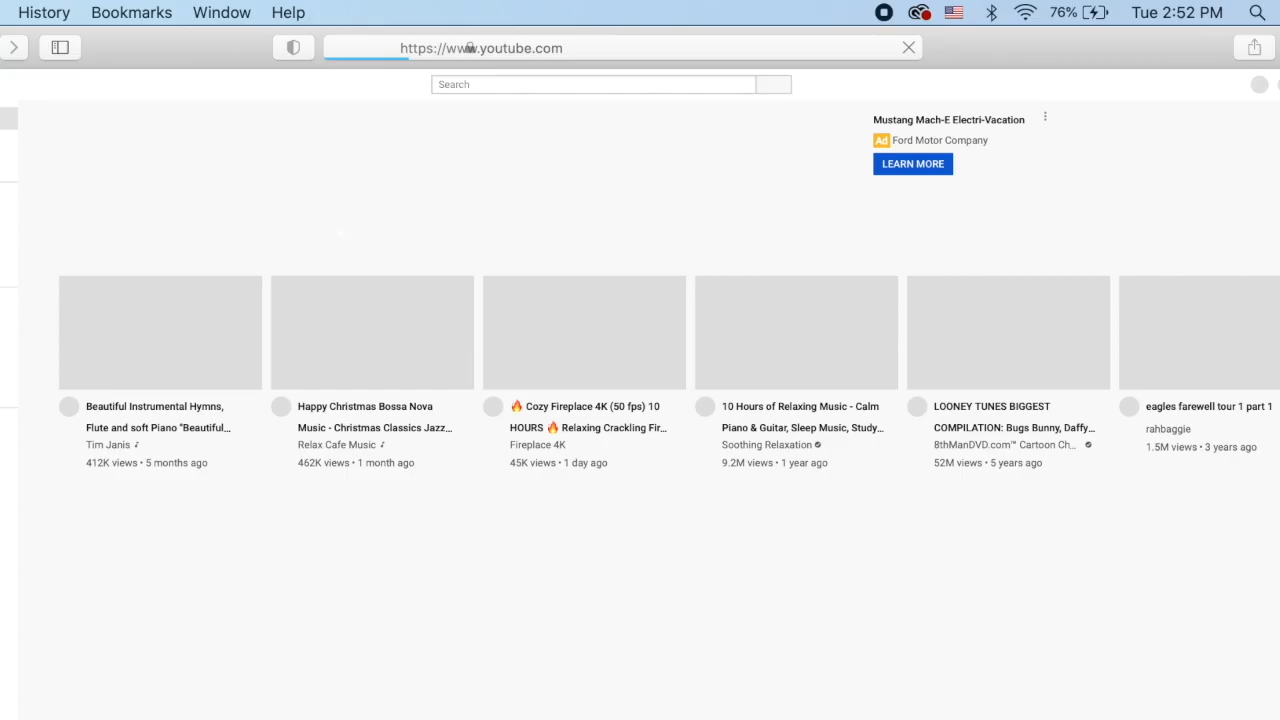 History Bookmarks Window Help 76% Tue 2:52 PM
https://www.youtube.com
Search
Mustang Mach-E Electri-Vacation
Ad Ford Motor Company
LEARN MORE
Beautiful Instrumental Hymns,
Flute and soft Piano "Beautiful...
Tim Janis
412K views • 5 months ago
Happy Christmas Bossa Nova
Music - Christmas Classics Jazz...
Relax Cafe Music
462K views • 1 month ago
🔥 Cozy Fireplace 4K (50 fps) 10
HOURS 🔥 Relaxing Crackling Fir...
Fireplace 4K
45K views • 1 day ago
10 Hours of Relaxing Music - Calm
Piano & Guitar, Sleep Music, Study...
Soothing Relaxation
9.2M views • 1 year ago
LOONEY TUNES BIGGEST
COMPILATION: Bugs Bunny, Daffy...
8thManDVD.com™ Cartoon Ch...
52M views • 5 years ago
eagles farewell tour 1 part 1
rahbaggie
1.5M views • 3 years ago